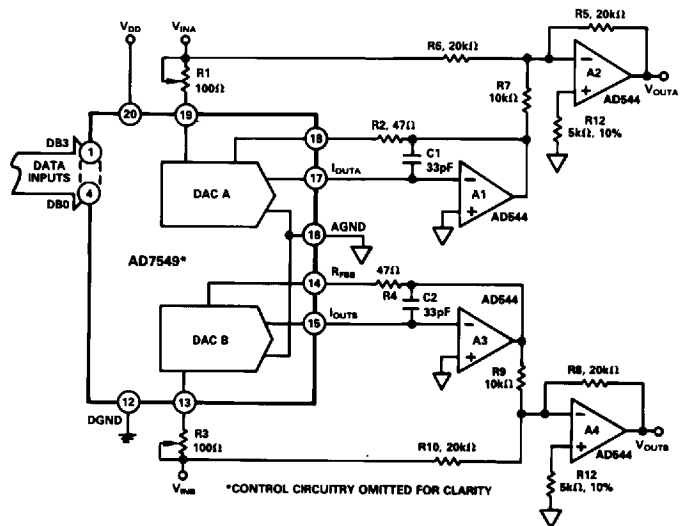 VDD
VINA
R5, 20kΩ
R6, 20kΩ
R1
100Ω
R7
10kΩ
A2
AD544
VOUTA
R12
5kΩ, 10%
20
19
18
R2, 47Ω
DB3
1
DATA
INPUTS
4
DB0
DAC A
IOUTA
17
C1
33pF
A1
AD544
16
AGND
AD7549*
RFBB
14
47Ω
R4
C2
33pF
AD544
DAC B
IOUTB
15
A3
R9
10kΩ
R8, 20kΩ
A4
AD544
VOUTB
DGND
12
13
R3
100Ω
R10, 20kΩ
R12
5kΩ, 10%
VINB
*CONTROL CIRCUITRY OMITTED FOR CLARITY